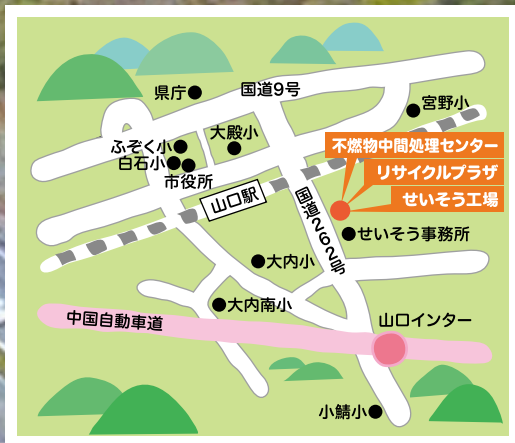 県庁
国道9号
宮野小
大殿小
ふぞく小
白石小
市役所
不燃物中間処理センター
リサイクルプラザ
せいそう工場
山口駅
国道262号
せいそう事務所
大内小
大内南小
中国自動車道
山口インター
小鯖小